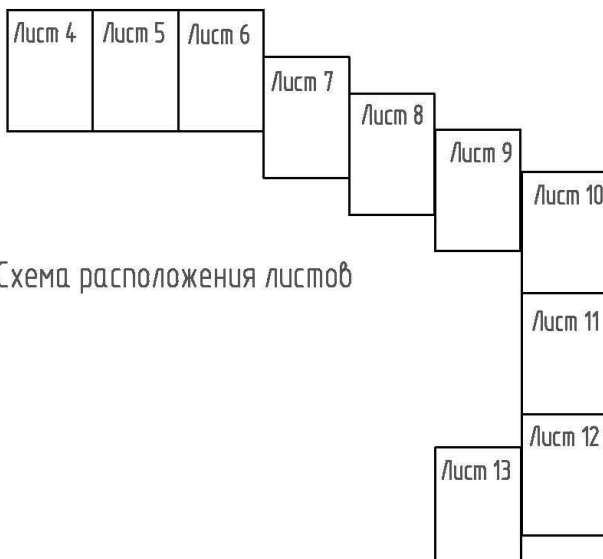 Лист 4
Лист 5
Лист 6
Лист 7
Лист 8
Лист 9
Лист 10
Схема расположения листов
Лист 11
Лист 12
Лист 13